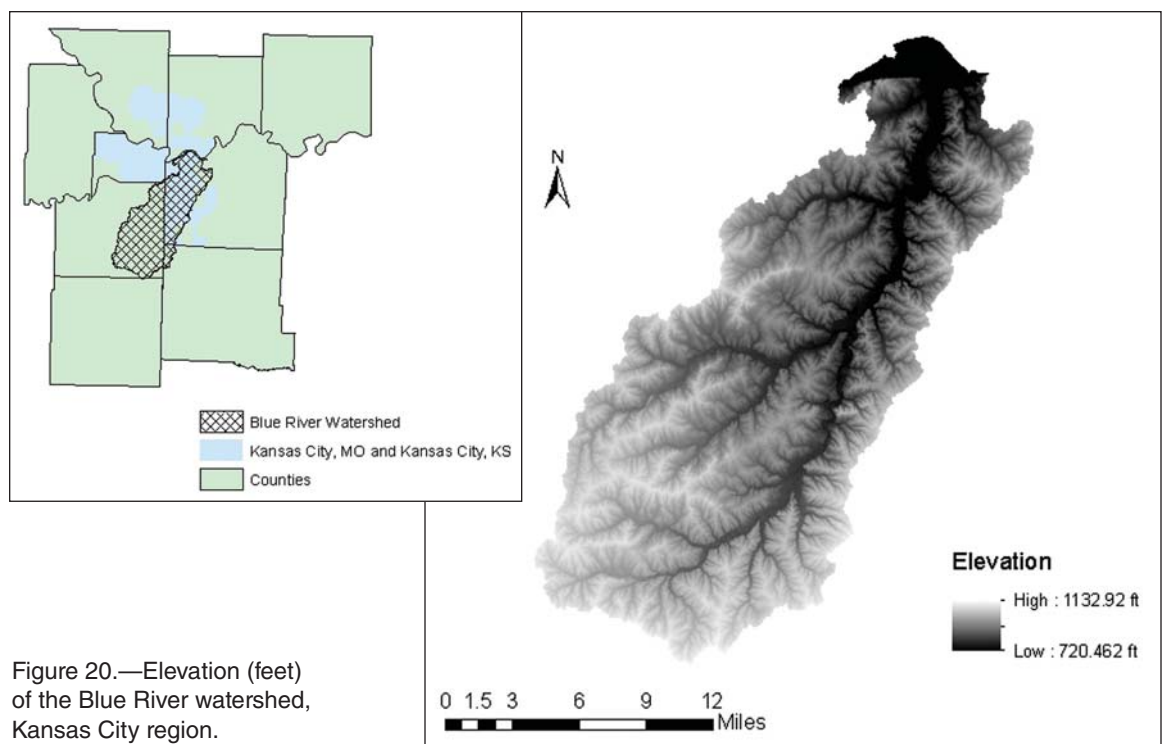 Blue River Watershed
Kansas City, MO and Kansas City, KS
Counties
N
Elevation
High : 1132.92 ft
Low : 720.462 ft
0 1.5 3 6 9 12
Miles
Figure 20.—Elevation (feet)
of the Blue River watershed,
Kansas City region.